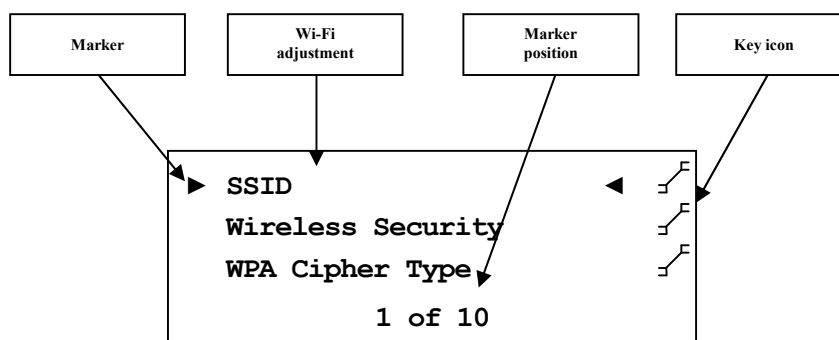 Marker
Wi-Fi
adjustment
Marker
position
Key icon
► SSID ◄
Wireless Security
WPA Cipher Type
1 of 10